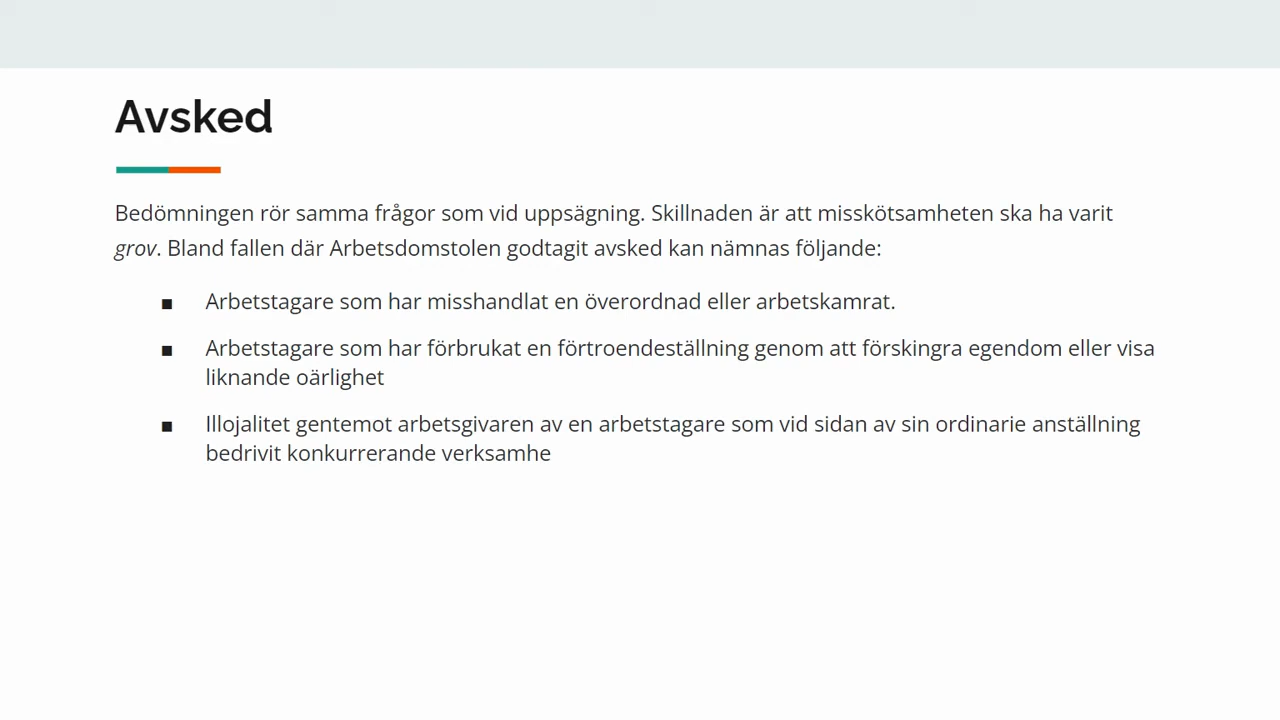 Avsked
Bedömningen rör samma frågor som vid uppsägning. Skillnaden är att misskötsamheten ska ha varit
grov. Bland fallen där Arbetsdomstolen godtagit avsked kan nämnas följande:
■ Arbetstagare som har misshandlat en överordnad eller arbetskamrat.
■ Arbetstagare som har förbrukat en förtroendeställning genom att förskingra egendom eller visa
liknande oärlighet
■ Illojalitet gentemot arbetsgivaren av en arbetstagare som vid sidan av sin ordinarie anställning
bedrivit konkurrerande verksamhe